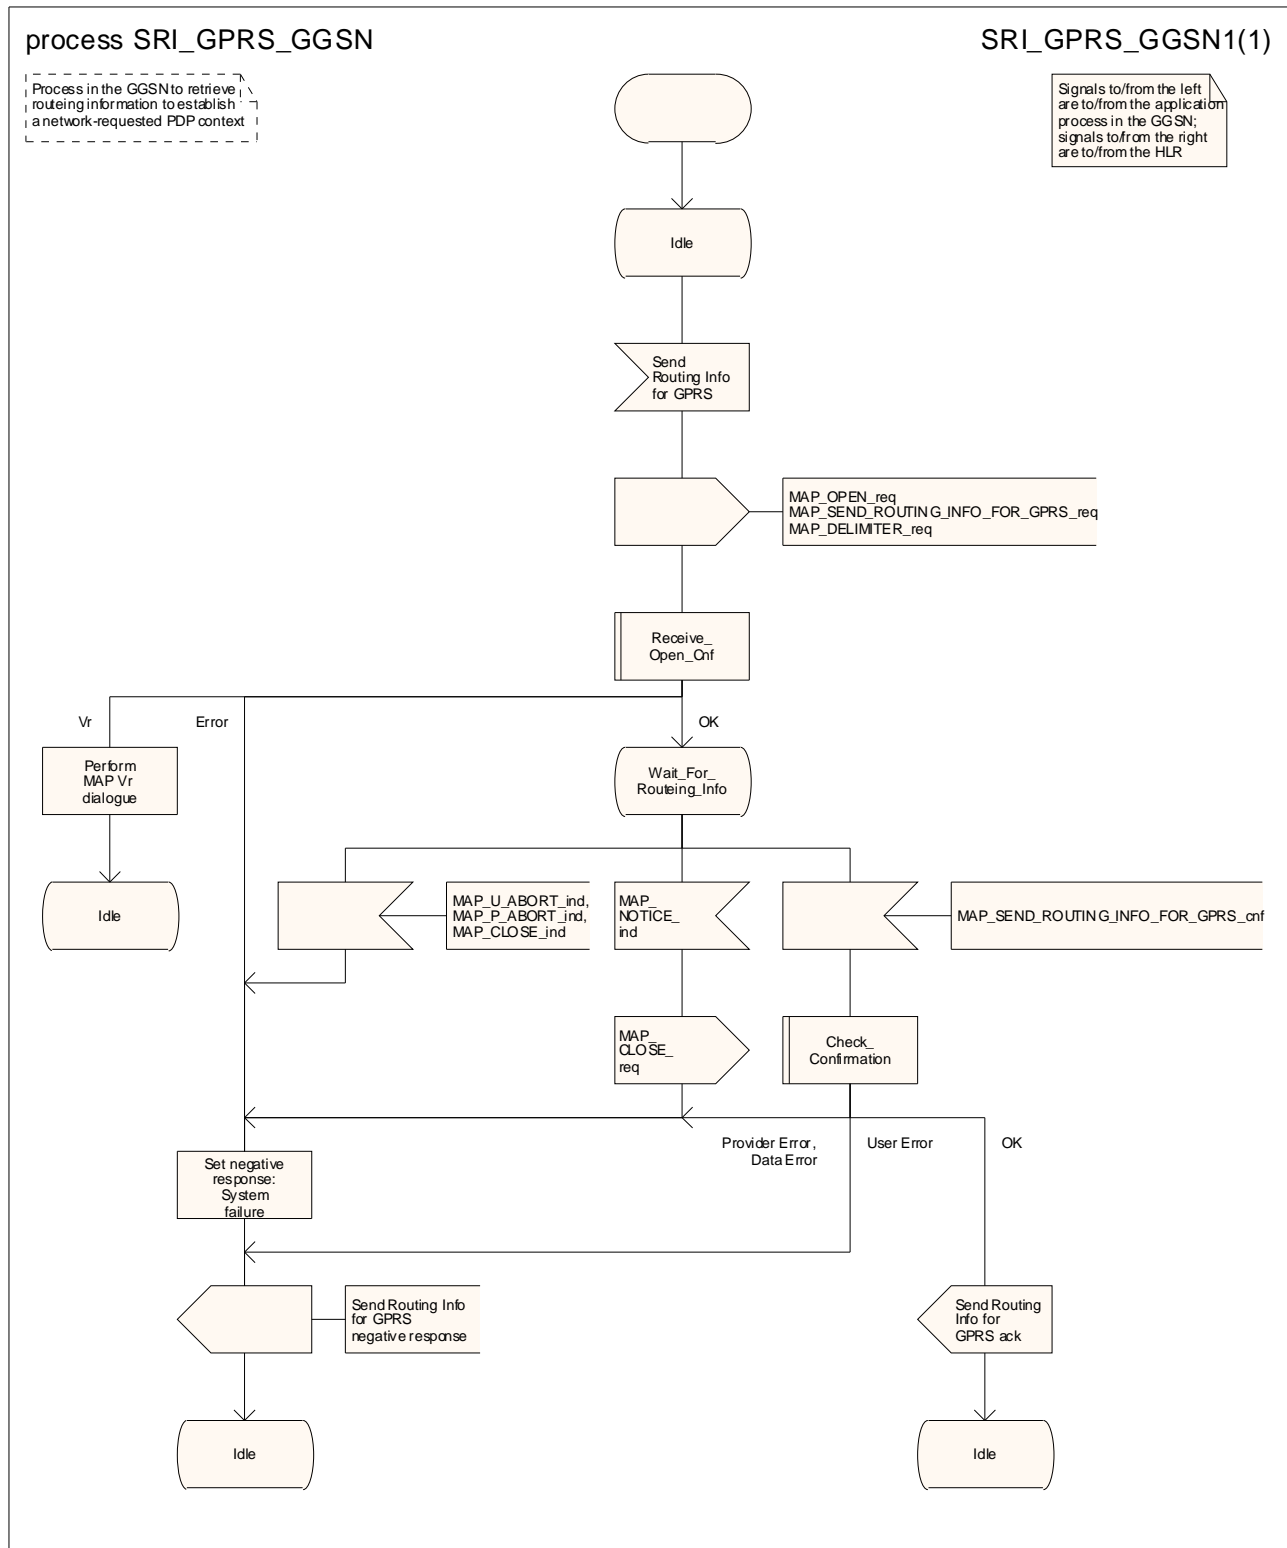 process SRI_GPRS_GGSN
SRI_GPRS_GGSN1(1)
Process in the GGSN to retrieve
routeing information to establish
a network-requested PDP context
Signals to/from the left
are to/from the application
process in the GGSN;
signals to/from the right
are to/from the HLR
Idle
Send
Routing Info
for GPRS
MAP_OPEN_req
MAP_SEND_ROUTING_INFO_FOR_GPRS_req
MAP_DELIMITER_req
Receive_
Open_Cnf
Vr
Error
OK
Perform
MAP Vr
dialogue
Wait_For_
Routeing_Info
Idle
MAP_U_ABORT_ind,
MAP_P_ABORT_ind,
MAP_CLOSE_ind
MAP_
NOTICE_
ind
MAP_SEND_ROUTING_INFO_FOR_GPRS_cnf
MAP_
CLOSE_
req
Check_
Confirmation
Provider Error,
Data Error
User Error
OK
Set negative
response:
System
failure
Send Routing Info
for GPRS
negative response
Send Routing
Info for
GPRS ack
Idle
Idle